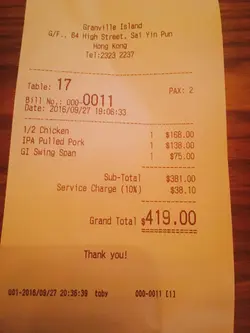 Granville Island
G/F., 84 High Street, Sai Yin Pun
Hong Kong
Tel:2323 2237
Table: 17 PAX: 2
Bill No.: 000-0011
Date: 2016/09/27 19:06:33
1/2 Chicken 1 $168.00
IPA Pulled Pork 1 $138.00
GI Swing Span 1 $75.00
Sub-Total $381.00
Service Charge (10%) $38.10
Grand Total $419.00
Thank you!
001-2016/09/27 20:36:39 toby 000-0011 [1]